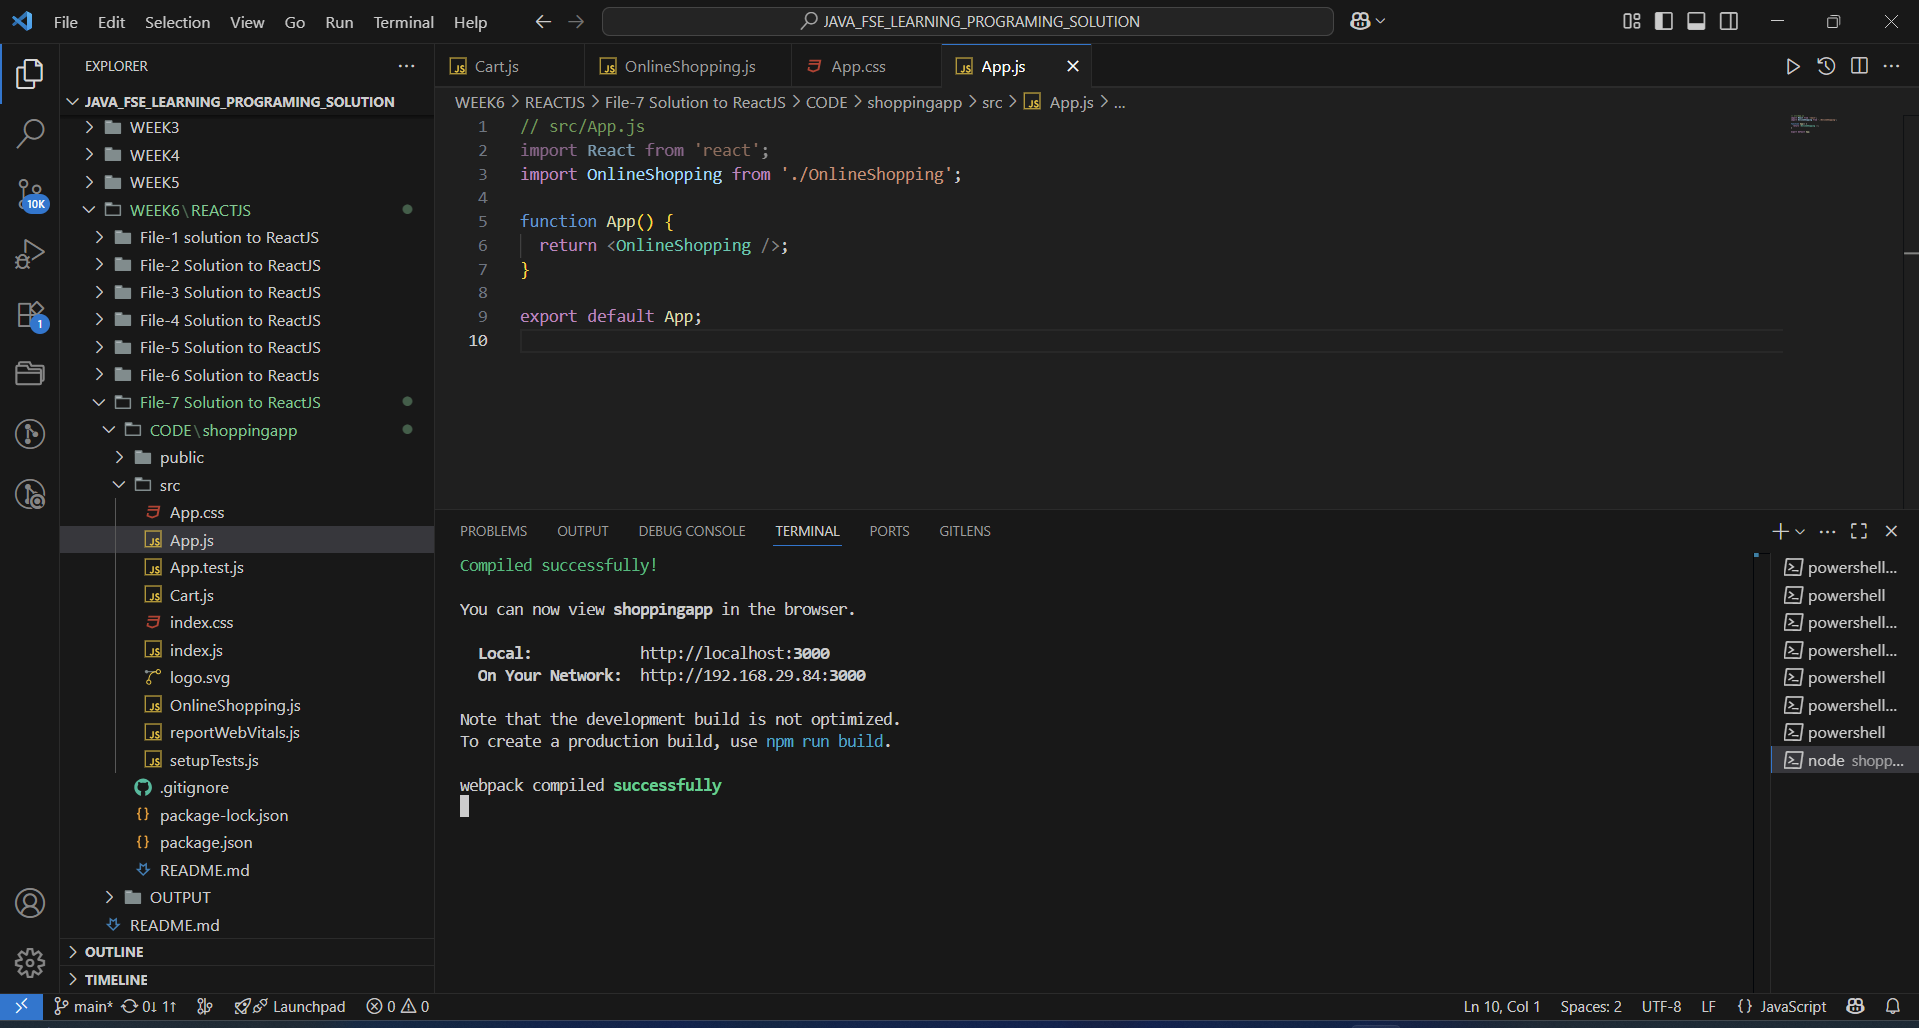 File Edit Selection View Go Run Terminal Help
JAVA_FSE_LEARNING_PROGRAMING_SOLUTION
EXPLORER
JAVA_FSE_LEARNING_PROGRAMING_SOLUTION
WEEK3
WEEK4
WEEK5
WEEK6\REACTJS
File-1 solution to ReactJS
File-2 Solution to ReactJS
File-3 Solution to ReactJS
File-4 Solution to ReactJS
File-5 Solution to ReactJS
File-6 Solution to ReactJs
File-7 Solution to ReactJS
CODE\shoppingapp
public
src
App.css
App.js
App.test.js
Cart.js
index.css
index.js
logo.svg
OnlineShopping.js
reportWebVitals.js
setupTests.js
.gitignore
package-lock.json
package.json
README.md
OUTPUT
README.md
OUTLINE
TIMELINE
10K
1
Cart.js OnlineShopping.js App.css App.js
WEEK6 > REACTJS > File-7 Solution to ReactJS > CODE > shoppingapp > src > App.js > ...
1 // src/App.js
2 import React from 'react';
3 import OnlineShopping from './OnlineShopping';
4
5 function App() {
6 return <OnlineShopping />;
7 }
8
9 export default App;
10
PROBLEMS OUTPUT DEBUG CONSOLE TERMINAL PORTS GITLENS
Compiled successfully!
You can now view shoppingapp in the browser.
Local: http://localhost:3000
On Your Network: http://192.168.29.84:3000
Note that the development build is not optimized.
To create a production build, use npm run build.
webpack compiled successfully
powershell...
powershell
powershell...
powershell...
powershell
powershell...
powershell
node shopp...
main* 0↓ 1↑ Launchpad 0 0
Ln 10, Col 1 Spaces: 2 UTF-8 LF {} JavaScript